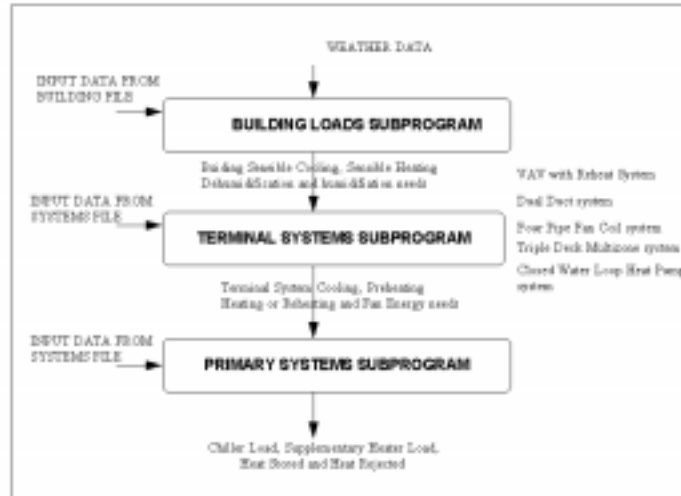 WEATHER DATA
INPUT DATA FROM
BUILDING FILE
BUILDING LOADS SUBPROGRAM
Building Sensible Cooling, Sensible Heating
Dehumidification and humidification needs
VAV with Reheat System
INPUT DATA FROM
SYSTEMS FILE
Dual Duct system
TERMINAL SYSTEMS SUBPROGRAM
Four Pipe Fan Coil system
Triple Deck Multizone system
Closed Water Loop Heat Pump
system
Terminal System Cooling, Preheating
Heating or Reheating and Fan Energy needs
INPUT DATA FROM
SYSTEMS FILE
PRIMARY SYSTEMS SUBPROGRAM
Chiller Load, Supplementary Heater Load,
Heat Stored and Heat Rejected